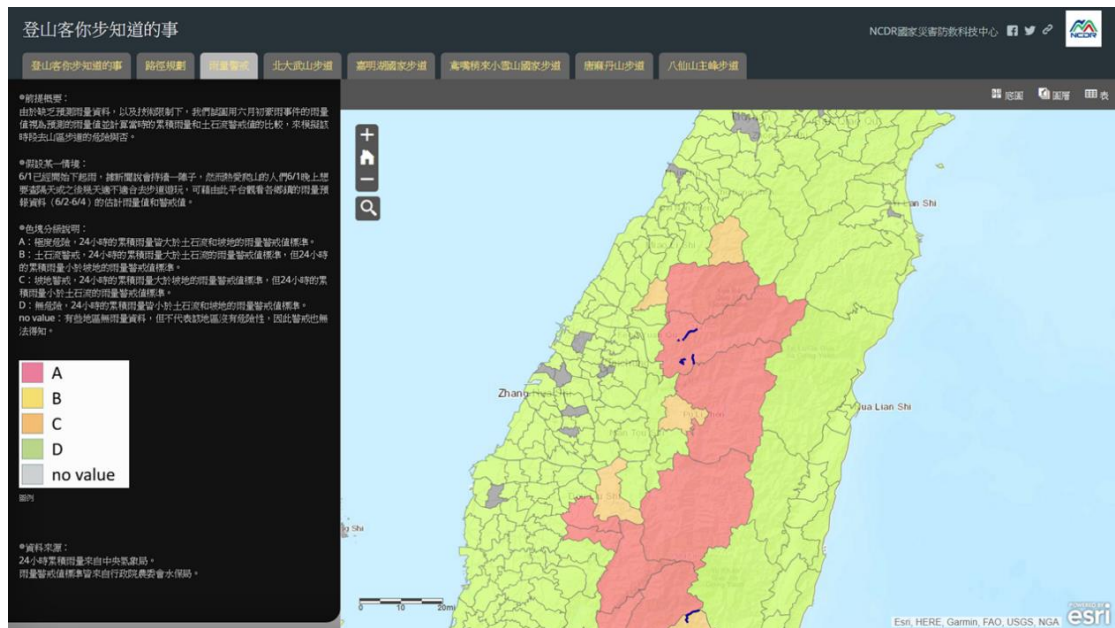 登山客你步知道的事
NCDR國家災害防救科技中心
NCDR
登山客你步知道的事
路徑規劃
雨量警戒
北大武山步道
嘉明湖國家步道
鳶嘴稍來小雪山國家步道
唐麻丹山步道
八仙山主峰步道
底圖
圖層
表
●前提概要：
由於缺乏預測雨量資料，以及技術限制下，我們試圖用六月初豪雨事件的雨量
值視為預測的雨量值並計算當時的累積雨量和土石流警戒值的比較，來模擬該
時段去山區步道的危險與否。
●假設某一情境：
6/1已經開始下起雨，據新聞說會持續一陣子，然而熱愛爬山的人們6/1晚上想
要查隔天或之後幾天適不適合去步道遊玩，可藉由此平台觀看各鄉鎮的雨量預
報資料（6/2-6/4）的估計雨量值和警戒值。
●色塊分級說明：
A：極度危險，24小時的累積雨量皆大於土石流和坡地的雨量警戒值標準。
B：土石流警戒，24小時的累積雨量大於土石流的雨量警戒值標準，但24小時
的累積雨量小於坡地的雨量警戒值標準。
C：坡地警戒，24小時的累積雨量大於坡地的雨量警戒值標準，但24小時的累
積雨量小於土石流的雨量警戒值標準。
D：無危險，24小時的累積雨量皆小於土石流和坡地的雨量警戒值標準。
no value：有些地區無雨量資料，但不代表該地區沒有危險性，因此警戒也無
法得知。
A
B
C
D
no value
圖例
●資料來源：
24小時累積雨量來自中央氣象局。
雨量警戒值標準皆來自行政院農委會水保局。
Lan Shi
Zhang
Hua Lian Shi
Shi
0 10 20mi
Esri, HERE, Garmin, FAO, USGS, NGA
POWERED BY
esri